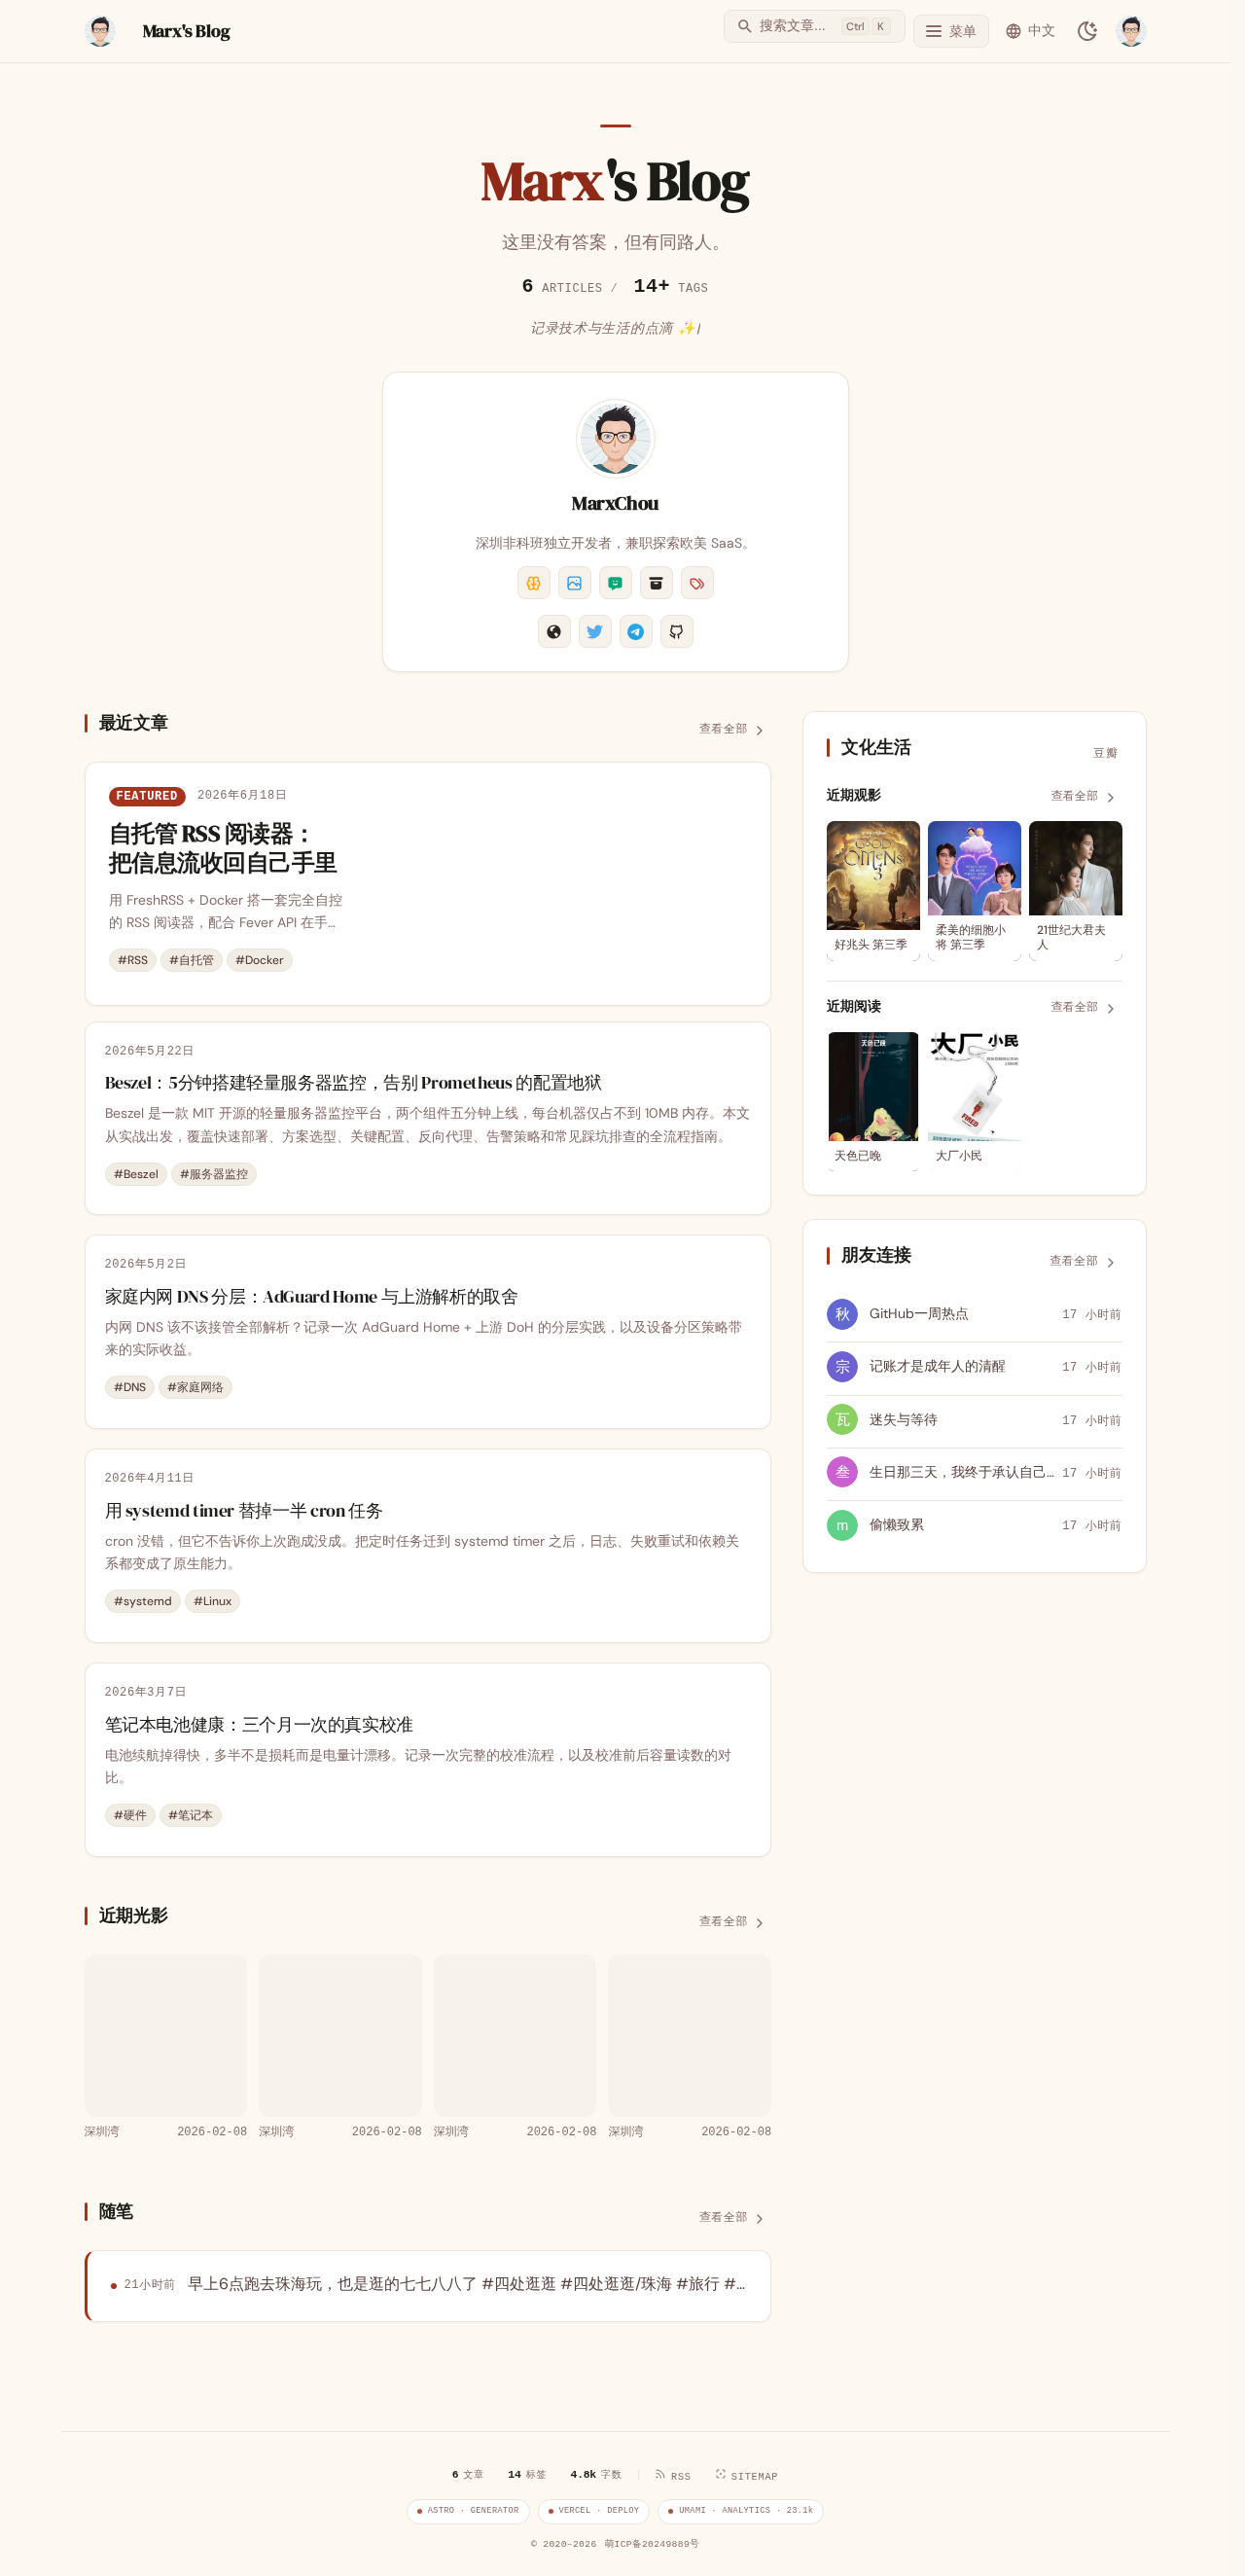 Marx's Blog
搜索文章... Ctrl K
菜单
中文
Marx's Blog
这里没有答案，但有同路人。
6 ARTICLES / 14+ TAGS
记录技术与生活的点滴 ✨|
MarxChou
深圳非科班独立开发者，兼职探索欧美 SaaS。
最近文章
查看全部
FEATURED 2026年6月18日
自托管 RSS 阅读器：
把信息流收回自己手里
用 FreshRSS + Docker 搭一套完全自控
的 RSS 阅读器，配合 Fever API 在手...
#RSS #自托管 #Docker
2026年5月22日
Beszel：5分钟搭建轻量服务器监控，告别 Prometheus 的配置地狱
Beszel 是一款 MIT 开源的轻量服务器监控平台，两个组件五分钟上线，每台机器仅占不到 10MB 内存。本文
从实战出发，覆盖快速部署、方案选型、关键配置、反向代理、告警策略和常见踩坑排查的全流程指南。
#Beszel #服务器监控
2026年5月2日
家庭内网 DNS 分层：AdGuard Home 与上游解析的取舍
内网 DNS 该不该接管全部解析？记录一次 AdGuard Home + 上游 DoH 的分层实践，以及设备分区策略带
来的实际收益。
#DNS #家庭网络
2026年4月11日
用 systemd timer 替掉一半 cron 任务
cron 没错，但它不告诉你上次跑成没成。把定时任务迁到 systemd timer 之后，日志、失败重试和依赖关
系都变成了原生能力。
#systemd #Linux
2026年3月7日
笔记本电池健康：三个月一次的真实校准
电池续航掉得快，多半不是损耗而是电量计漂移。记录一次完整的校准流程，以及校准前后容量读数的对
比。
#硬件 #笔记本
近期光影
查看全部
深圳湾 2026-02-08
深圳湾 2026-02-08
深圳湾 2026-02-08
深圳湾 2026-02-08
随笔
查看全部
21小时前 早上6点跑去珠海玩，也是逛的七七八八了 #四处逛逛 #四处逛逛/珠海 #旅行 #...
文化生活
豆瓣
近期观影
查看全部
GOOD
OMENS
3
好兆头 第三季
柔美的细胞小
将 第三季
21世纪大君夫
人
近期阅读
查看全部
天色已晚
天色已晚
大厂 小民
FIRED
大厂小民
朋友连接
查看全部
秋 GitHub一周热点 17 小时前
宗 记账才是成年人的清醒 17 小时前
瓦 迷失与等待 17 小时前
叁 生日那三天，我终于承认自己... 17 小时前
m 偷懒致累 17 小时前
6 文章 14 标签 4.8k 字数 RSS SITEMAP
ASTRO · GENERATOR
VERCEL · DEPLOY
UMAMI · ANALYTICS · 23.1k
© 2020-2026 萌ICP备20249889号